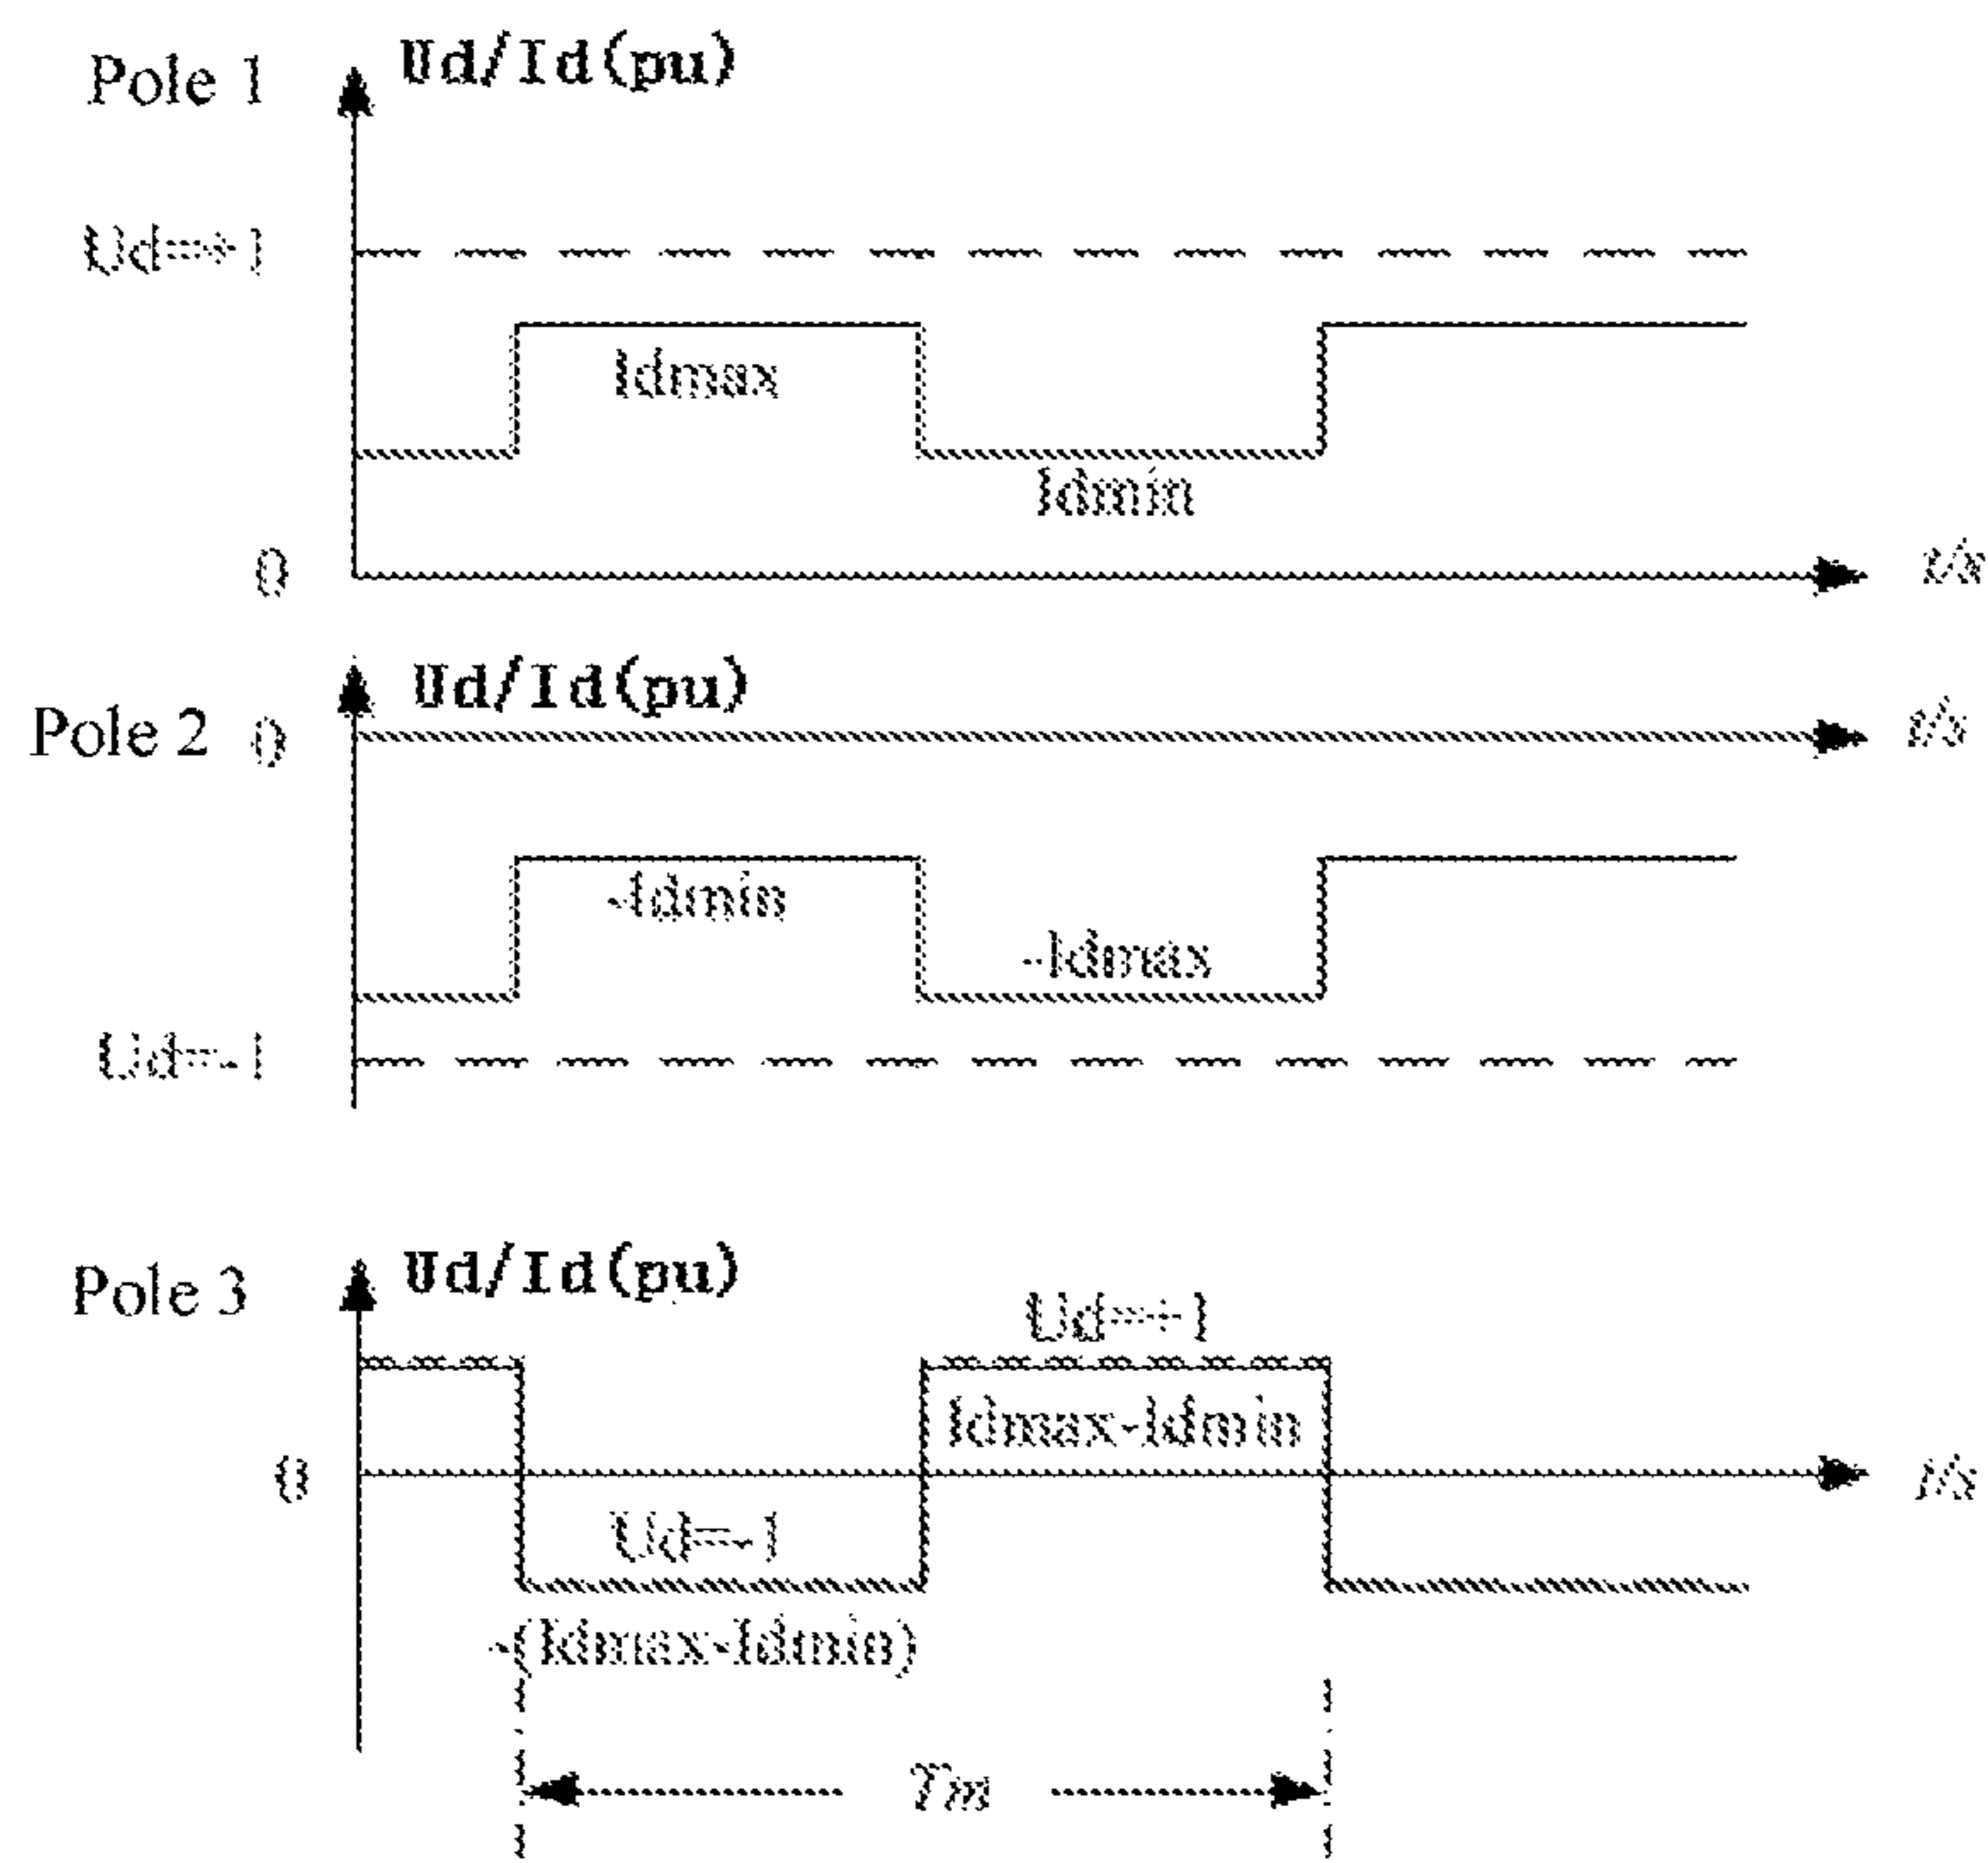 Pole 1
Ud/Id(pu)
Ud=+1
Idmax
Idmin
0
t/s
Ud/Id(pu)
Pole 2
0
t/s
-Idmin
-Idmax
Ud=-1
Pole 3
Ud/Id(pu)
Ud=+1
Idmax-Idmin
0
t/s
Ud=-1
-(Idmax-Idmin)
Tm